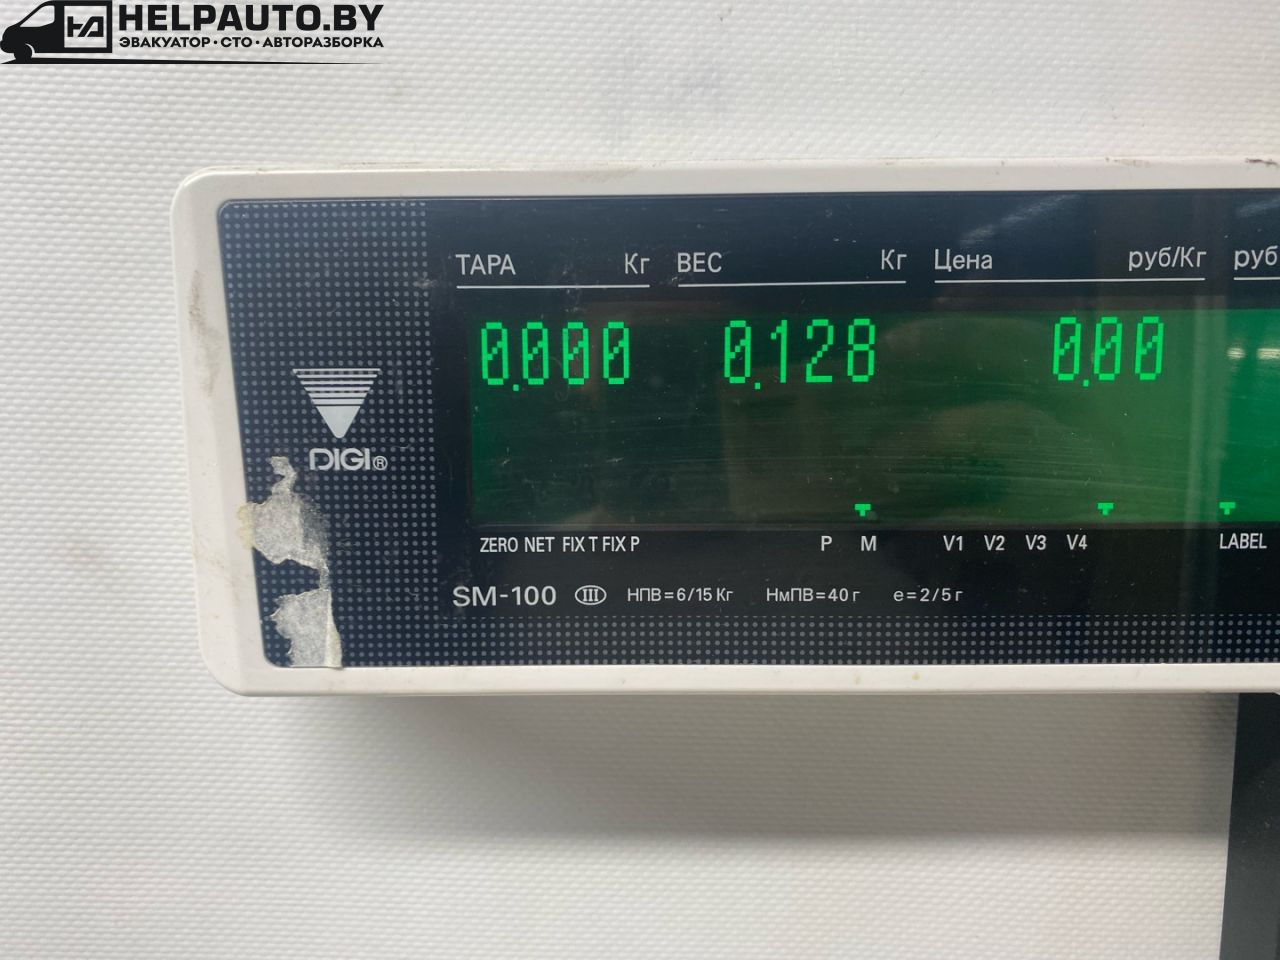 HELPAUTO.BY
ЭВАКУАТОР · СТО · АВТОРАЗБОРКА
ТАРА Кг ВЕС Кг Цена руб/Кг руб
0.000 0.128 0.00
DIGI®
ZERO NET FIX T FIX P P M V1 V2 V3 V4 LABEL
SM-100 III НПВ=6/15 Кг НмПВ=40 г e=2/5 г